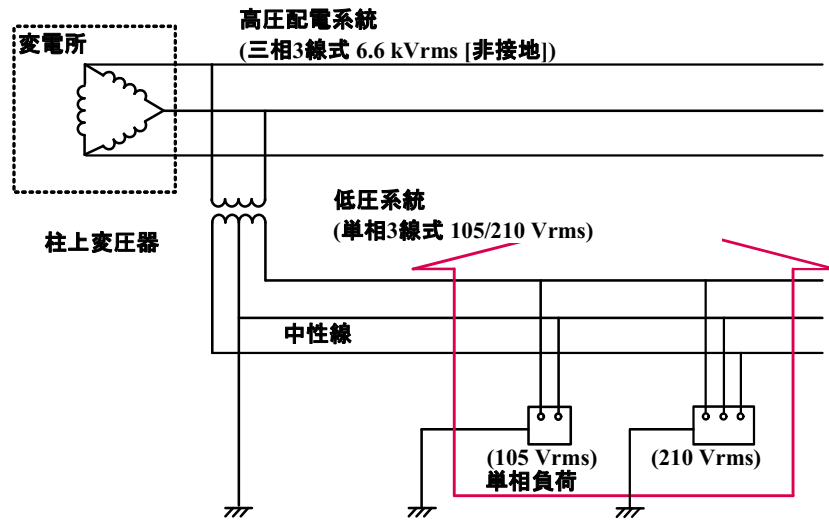 高圧配電系統
(三相3線式 6.6 kVrms [非接地])
変電所
低圧系統
(単相3線式 105/210 Vrms)
柱上変圧器
中性線
(105 Vrms)
(210 Vrms)
単相負荷